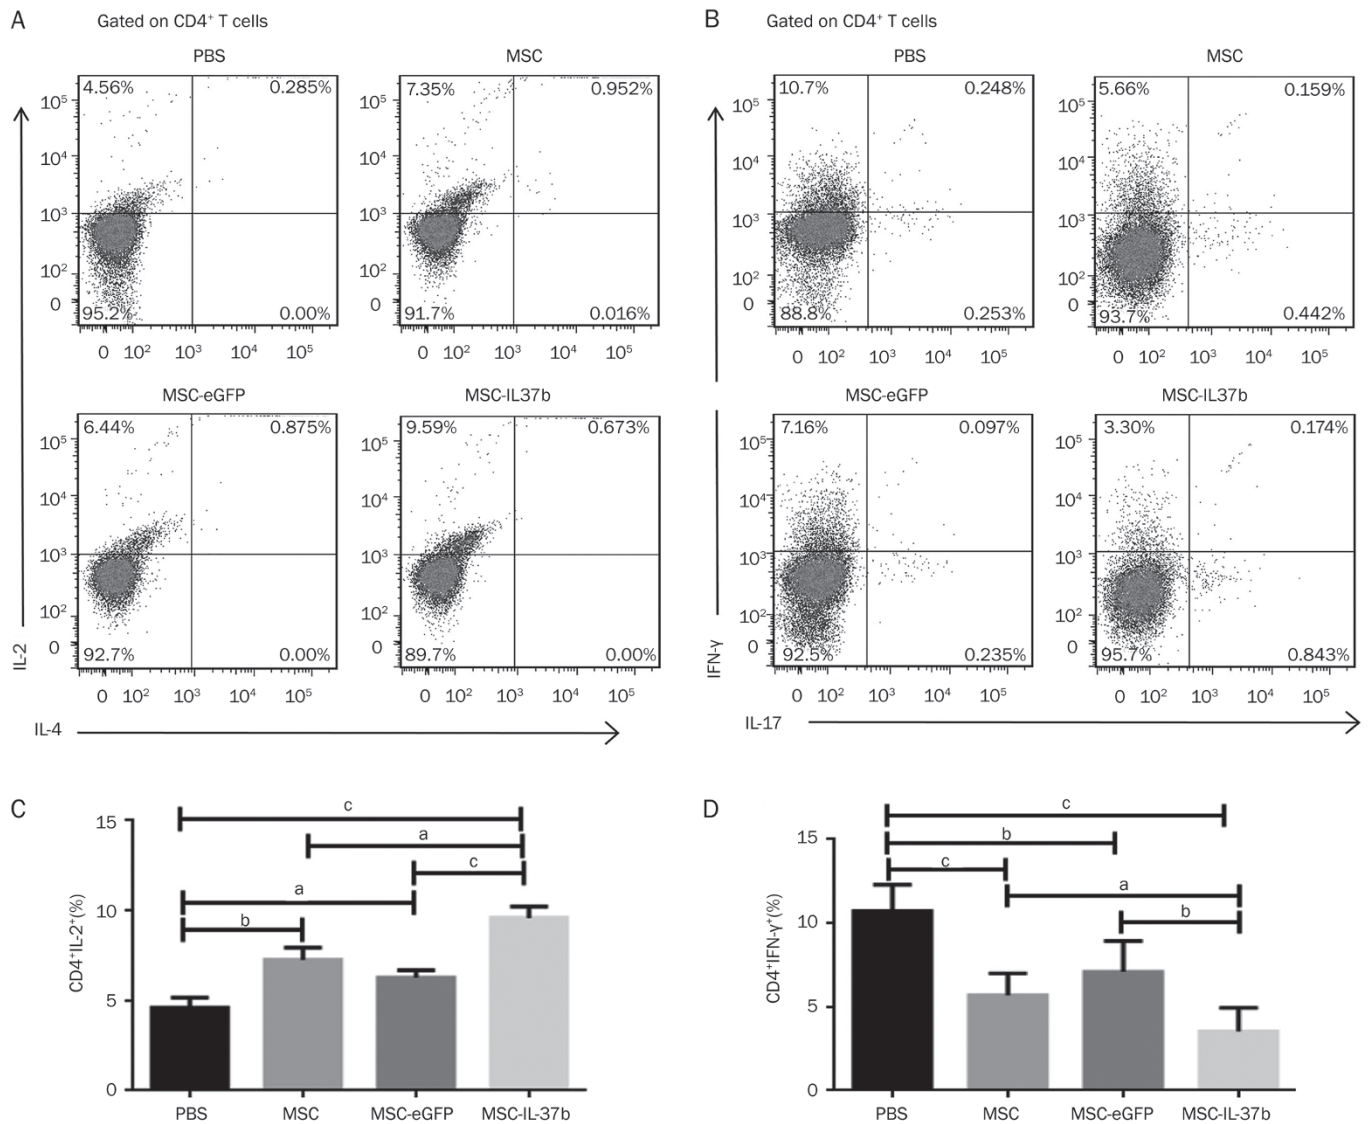 A
Gated on CD4⁺ T cells
PBS
MSC
4.56%
0.285%
95.2%
0.00%
10⁵
10⁴
10³
10²
0
0 10² 10³ 10⁴ 10⁵
7.35%
0.952%
91.7%
0.016%
10⁵
10⁴
10³
10²
0
0 10² 10³ 10⁴ 10⁵
MSC-eGFP
MSC-IL37b
6.44%
0.875%
92.7%
0.00%
10⁵
10⁴
10³
10²
0
0 10² 10³ 10⁴ 10⁵
9.59%
0.673%
89.7%
0.00%
10⁵
10⁴
10³
10²
0
0 10² 10³ 10⁴ 10⁵
IL-2
IL-4
B
Gated on CD4⁺ T cells
PBS
MSC
10.7%
0.248%
88.8%
0.253%
10⁵
10⁴
10³
10²
0
0 10² 10³ 10⁴ 10⁵
5.66%
0.159%
93.7%
0.442%
10⁵
10⁴
10³
10²
0
0 10² 10³ 10⁴ 10⁵
MSC-eGFP
MSC-IL37b
7.16%
0.097%
92.5%
0.235%
10⁵
10⁴
10³
10²
0
0 10² 10³ 10⁴ 10⁵
3.30%
0.174%
95.7%
0.843%
10⁵
10⁴
10³
10²
0
0 10² 10³ 10⁴ 10⁵
IFN-γ
IL-17
C
CD4⁺IL-2⁺(%)
15
10
5
0
c
a
c
a
b
PBS MSC MSC-eGFP MSC-IL-37b
D
CD4⁺IFN-γ⁺(%)
15
10
5
0
c
b
c
a
b
PBS MSC MSC-eGFP MSC-IL-37b